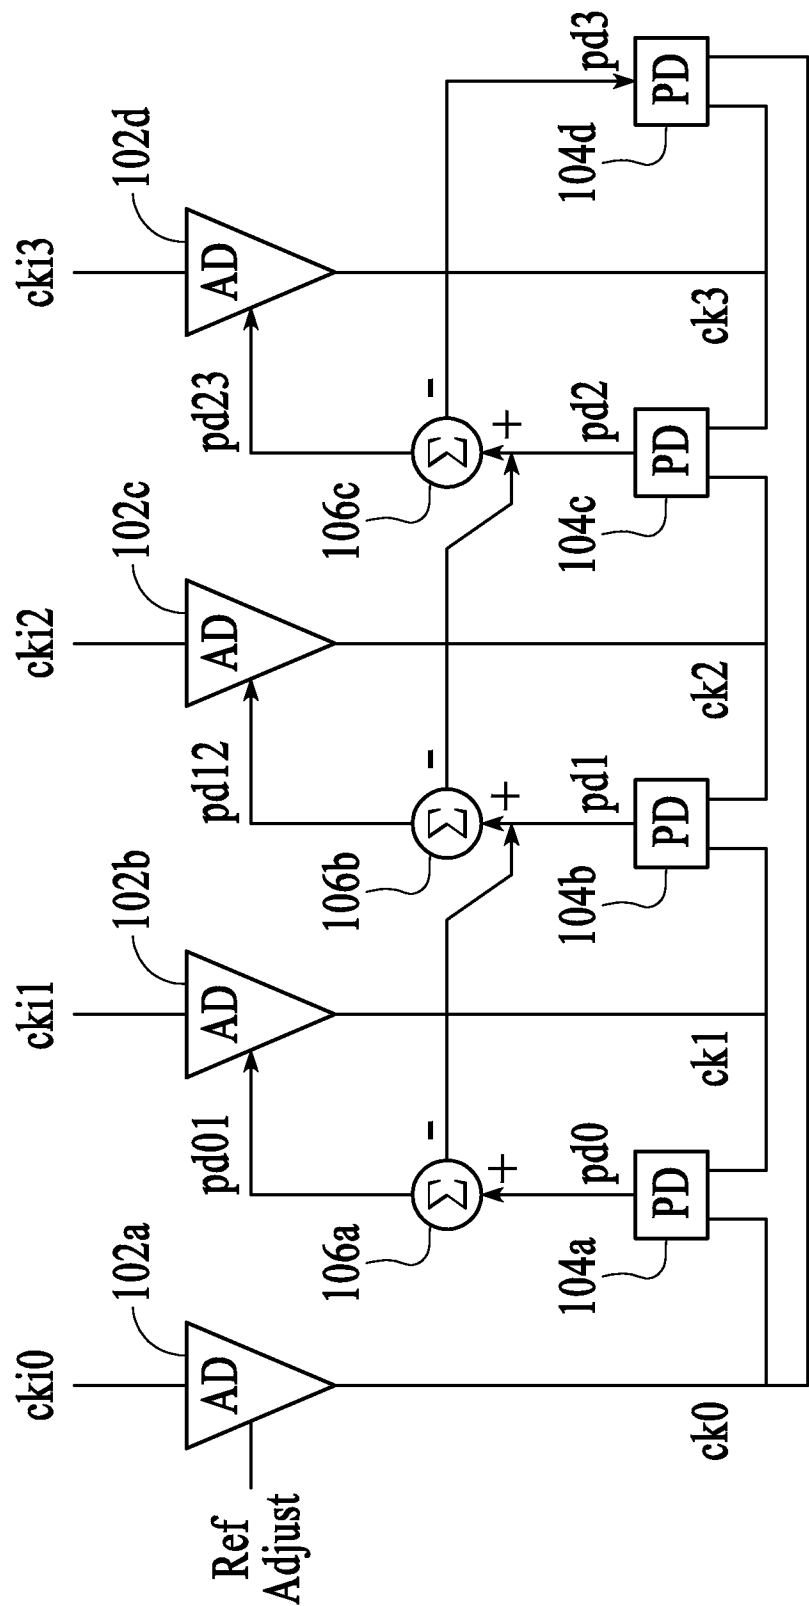 cki0
cki1
cki2
cki3
102a
102b
102c
102d
AD
AD
AD
AD
Ref
Adjust
pd01
pd12
pd23
-
-
-
Σ
Σ
Σ
106a
106b
106c
+
+
+
pd0
pd1
pd2
pd3
PD
PD
PD
PD
104a
104b
104c
104d
ck0
ck1
ck2
ck3